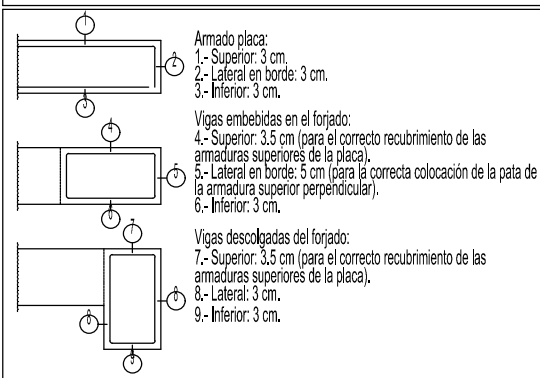 1
2
3
Armado placa:
1.- Superior: 3 cm.
2.- Lateral en borde: 3 cm.
3.- Inferior: 3 cm.
4
5
6
Vigas embebidas en el forjado:
4.- Superior: 3.5 cm (para el correcto recubrimiento de las
armaduras superiores de la placa).
5.- Lateral en borde: 5 cm (para la correcta colocación de la pata de
la armadura superior perpendicular).
6.- Inferior: 3 cm.
7
8
8
9
Vigas descolgadas del forjado:
7.- Superior: 3.5 cm (para el correcto recubrimiento de las
armaduras superiores de la placa).
8.- Lateral: 3 cm.
9.- Inferior: 3 cm.